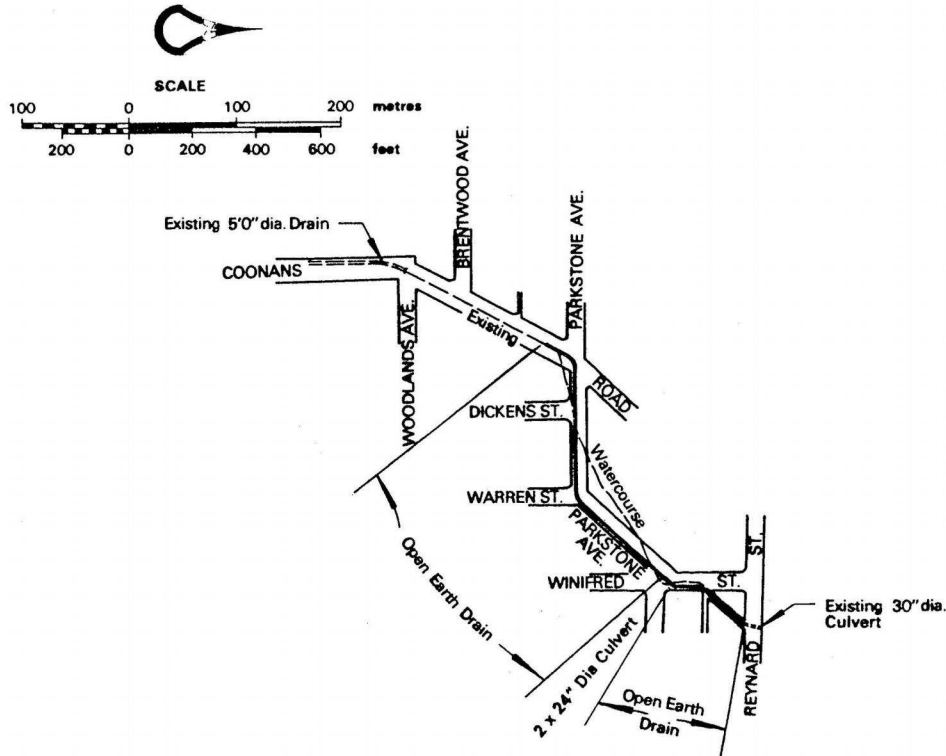 SCALE
100 0 100 200 metres
200 0 200 400 600 feet
BRENTWOOD AVE.
PARKSTONE AVE.
Existing 5'0" dia. Drain
COONANS
WOODLANDS AVE.
Existing
ROAD
DICKENS ST.
Watercourse
WARREN ST.
PARKSTONE
AVE.
Open Earth
Drain
WINIFRED ST.
REYNARD ST.
Existing 30" dia.
Culvert
2 x 24" Dia Culvert
Open Earth
Drain